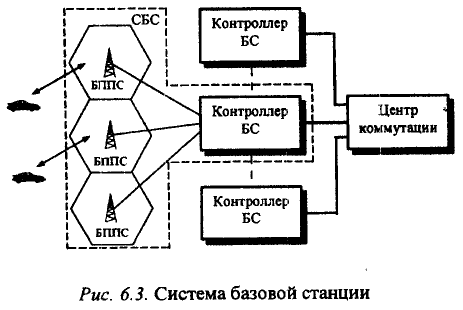 СБС
БППС
БППС
БППС
Контроллер
БС
Контроллер
БС
Контроллер
БС
Центр
коммутации
Рис. 6.3. Система базовой станции